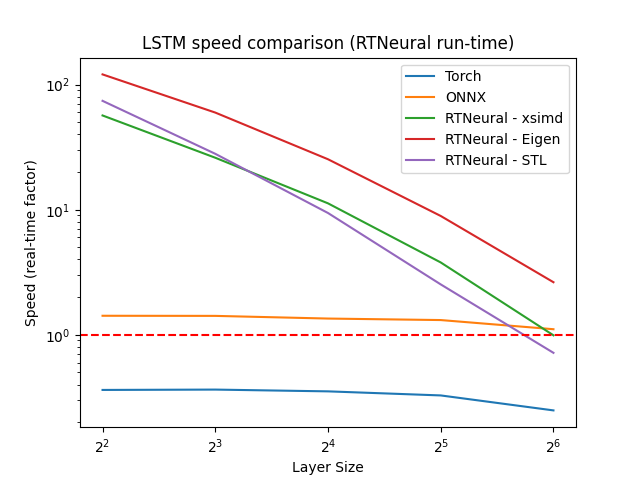 LSTM speed comparison (RTNeural run-time)
Torch
ONNX
RTNeural - xsimd
RTNeural - Eigen
RTNeural - STL
Speed (real-time factor)
10²
10¹
10⁰
2² 2³ 2⁴ 2⁵ 2⁶
Layer Size